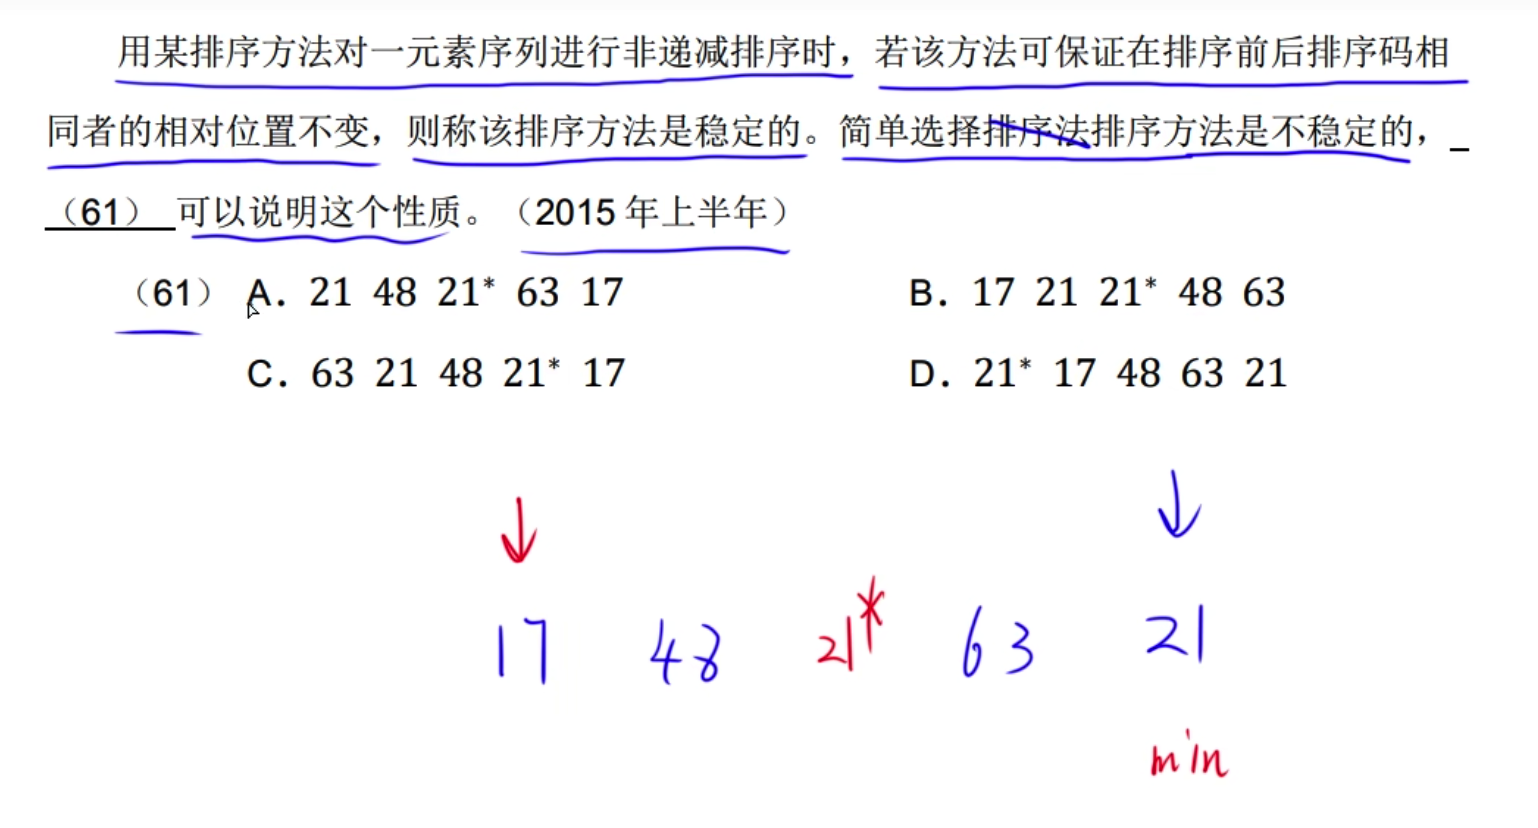 用某排序方法对一元素序列进行非递减排序时，若该方法可保证在排序前后排序码相
同者的相对位置不变，则称该排序方法是稳定的。简单选择排序法排序方法是不稳定的，
（61） 可以说明这个性质。（2015 年上半年）
（61） A. 21 48 21* 63 17 B. 17 21 21* 48 63
C. 63 21 48 21* 17 D. 21* 17 48 63 21
17 48 21* 63 21
min